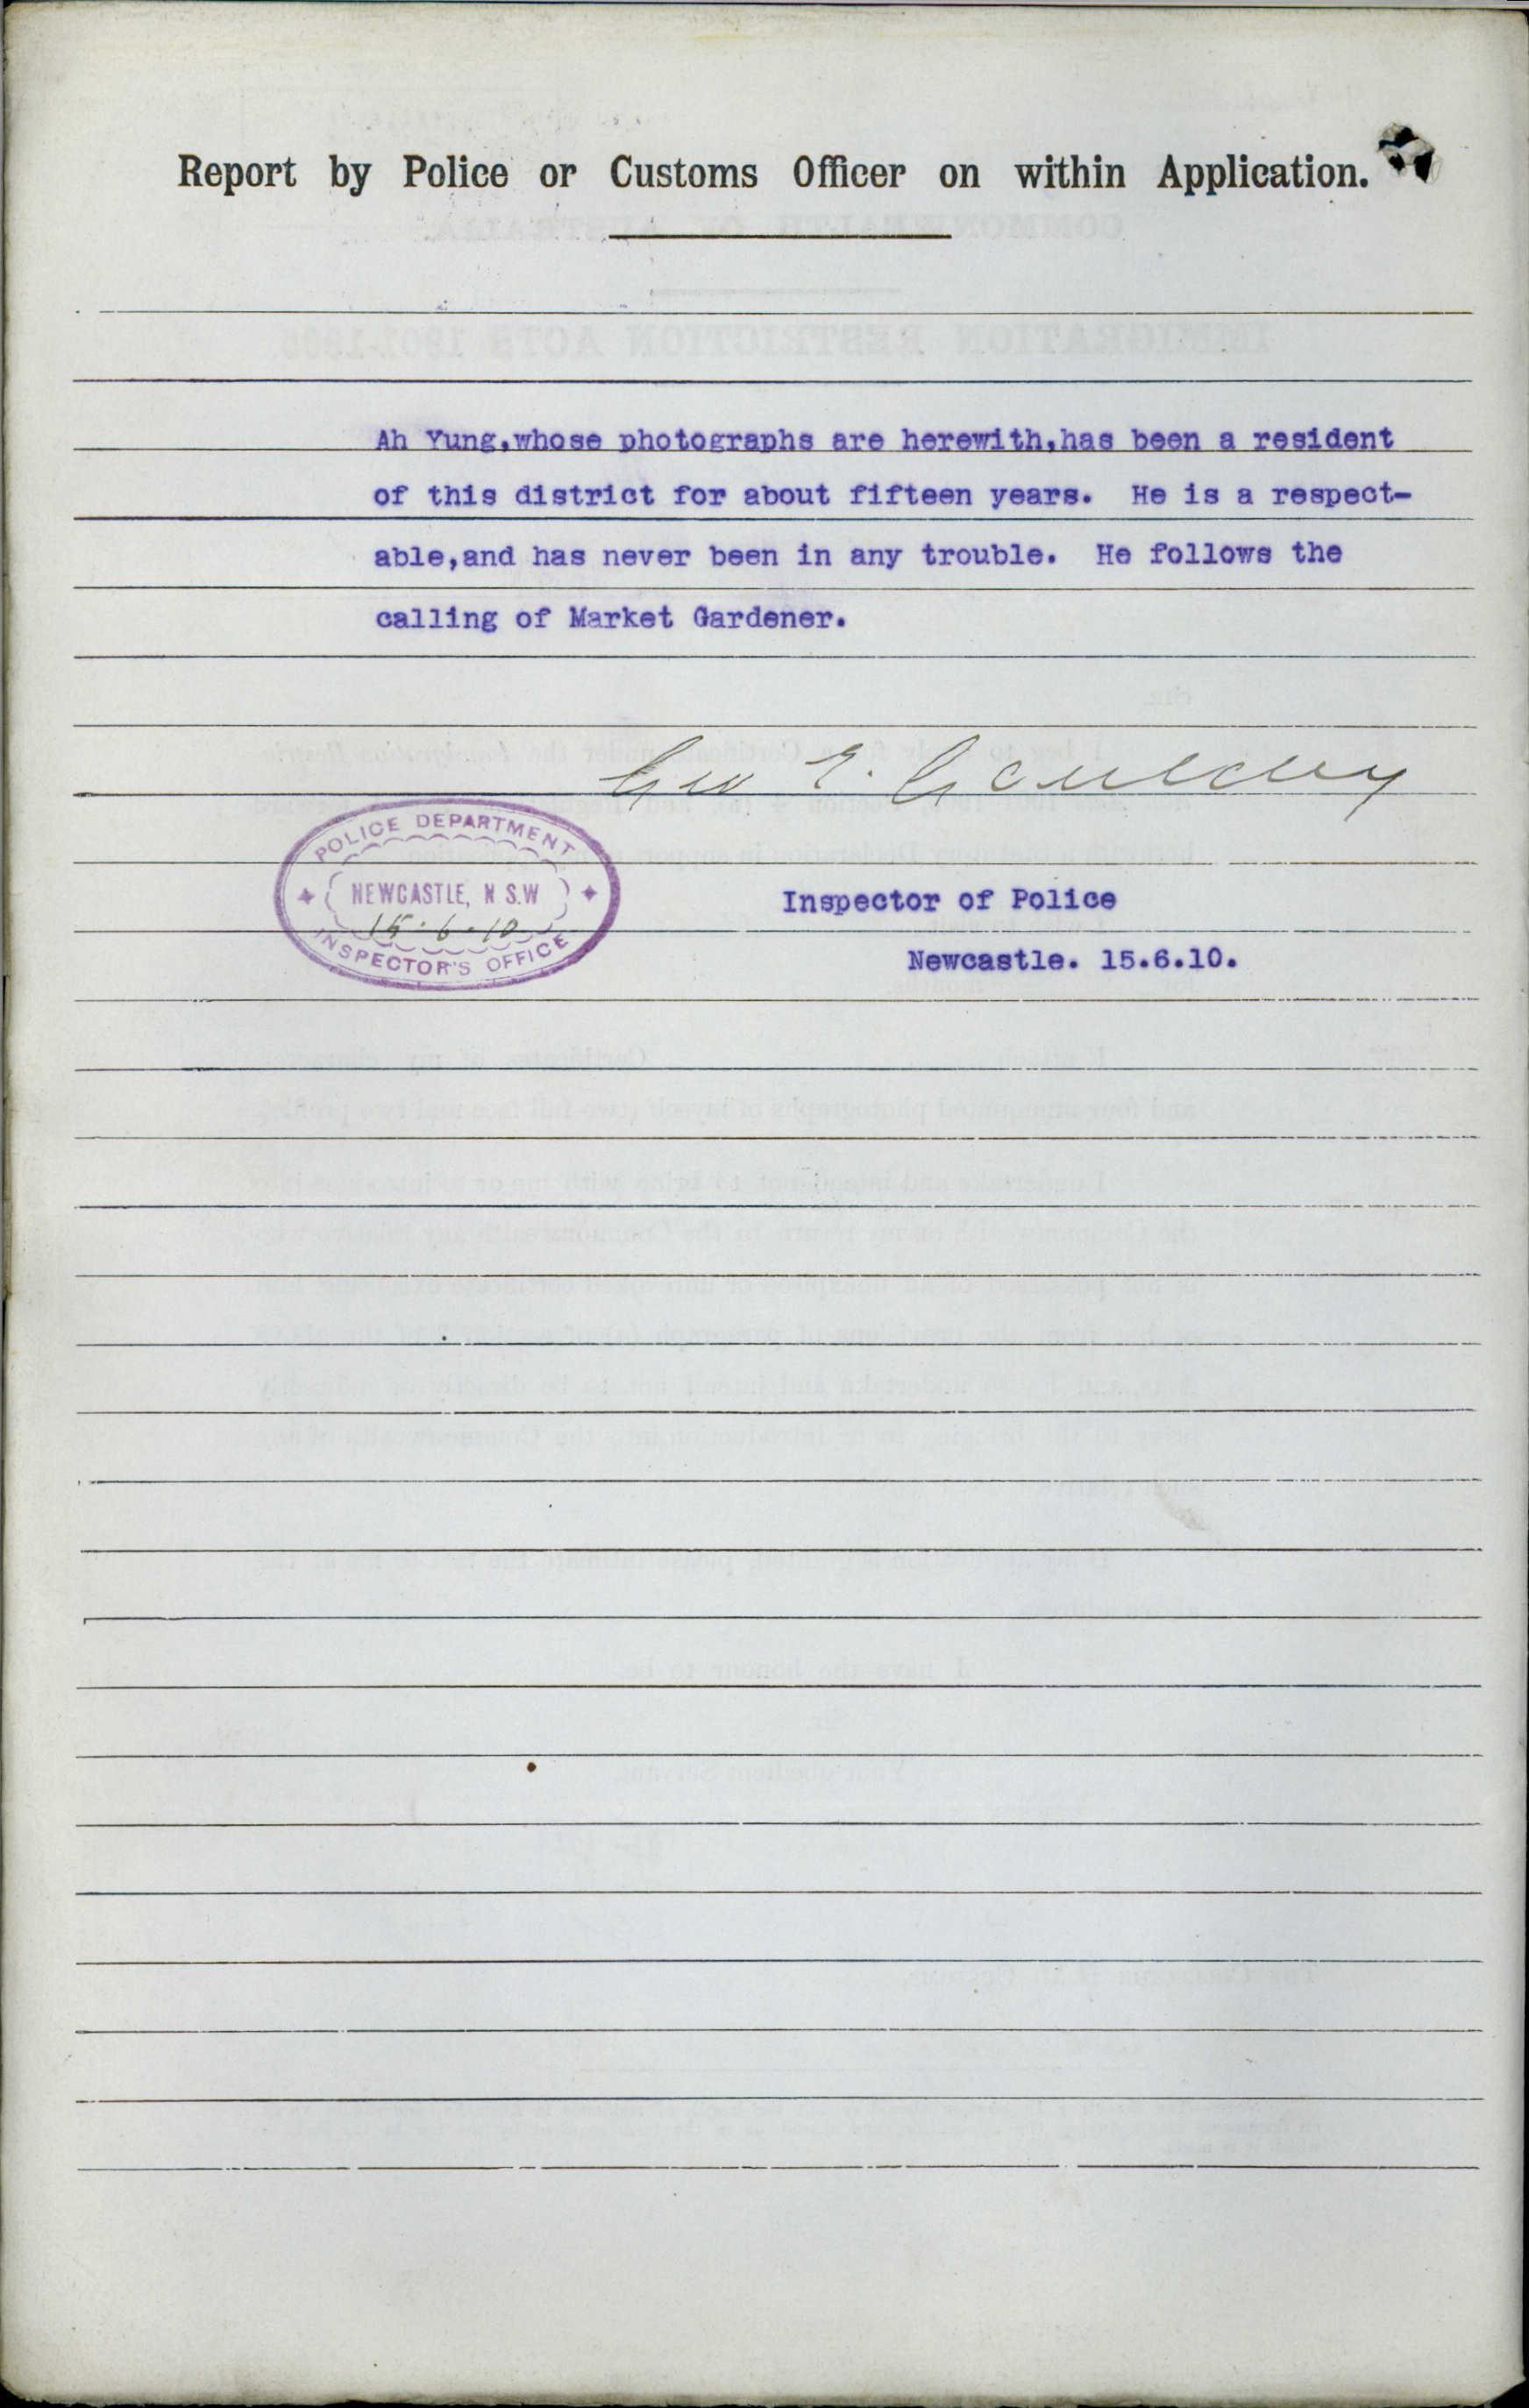 Report by Police or Customs Officer on within Application.
Ah Yung,whose photographs are herewith,has been a resident
of this district for about fifteen years. He is a respect-
able,and has never been in any trouble. He follows the
calling of Market Gardener.
Geo E.
POLICE DEPARTMENT
NEWCASTLE, N.S.W
15.6.10
INSPECTOR'S OFFICE
Inspector of Police
Newcastle. 15.6.10.